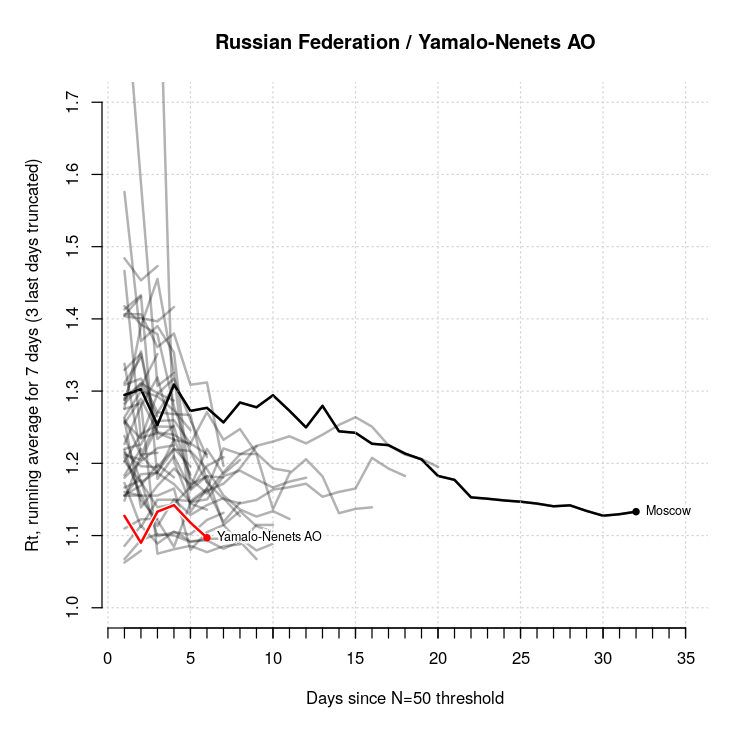 Russian Federation / Yamalo-Nenets AO
Rt, running average for 7 days (3 last days truncated)
1.7
1.6
1.5
1.4
1.3
1.2
1.1
1.0
Moscow
Yamalo-Nenets AO
0 5 10 15 20 25 30 35
Days since N=50 threshold